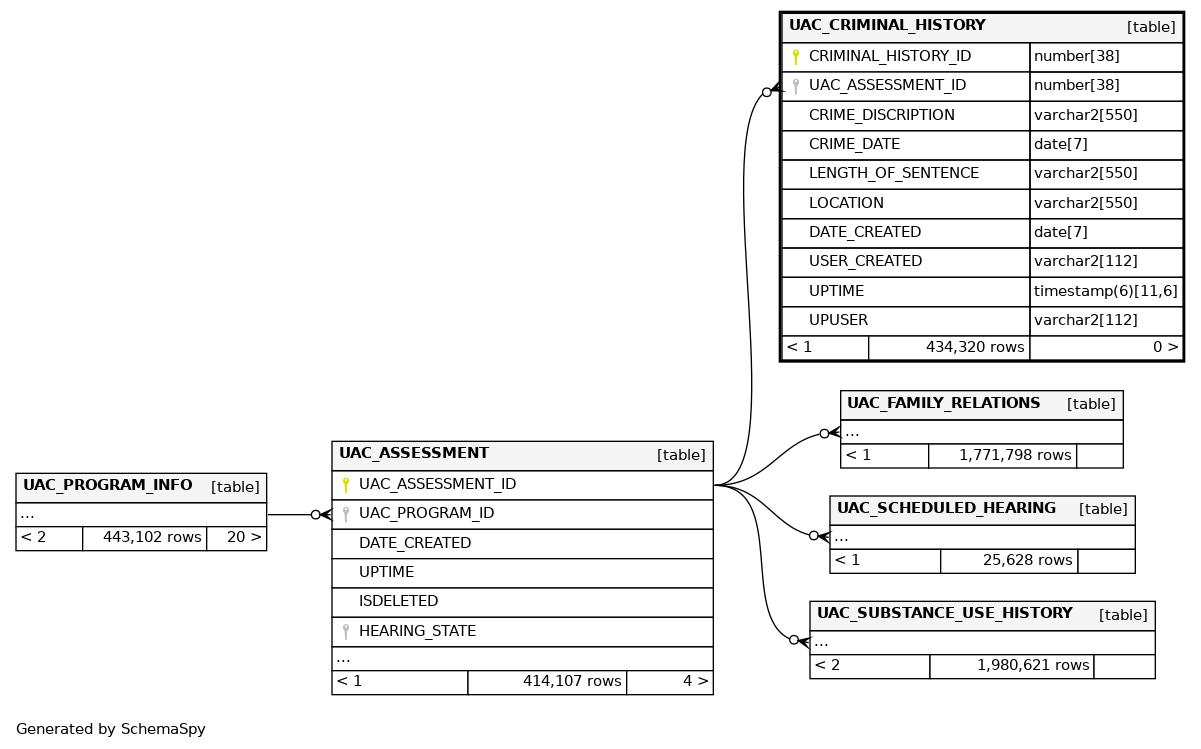 UAC_CRIMINAL_HISTORY [table]
CRIMINAL_HISTORY_ID number[38]
UAC_ASSESSMENT_ID number[38]
CRIME_DISCRIPTION varchar2[550]
CRIME_DATE date[7]
LENGTH_OF_SENTENCE varchar2[550]
LOCATION varchar2[550]
DATE_CREATED date[7]
USER_CREATED varchar2[112]
UPTIME timestamp(6)[11,6]
UPUSER varchar2[112]
< 1 434,320 rows 0 >
UAC_FAMILY_RELATIONS [table]
...
< 1 1,771,798 rows
UAC_PROGRAM_INFO [table]
...
< 2 443,102 rows 20 >
UAC_ASSESSMENT [table]
UAC_ASSESSMENT_ID
UAC_PROGRAM_ID
DATE_CREATED
UPTIME
ISDELETED
HEARING_STATE
...
< 1 414,107 rows 4 >
UAC_SCHEDULED_HEARING [table]
...
< 1 25,628 rows
UAC_SUBSTANCE_USE_HISTORY [table]
...
< 2 1,980,621 rows
Generated by SchemaSpy